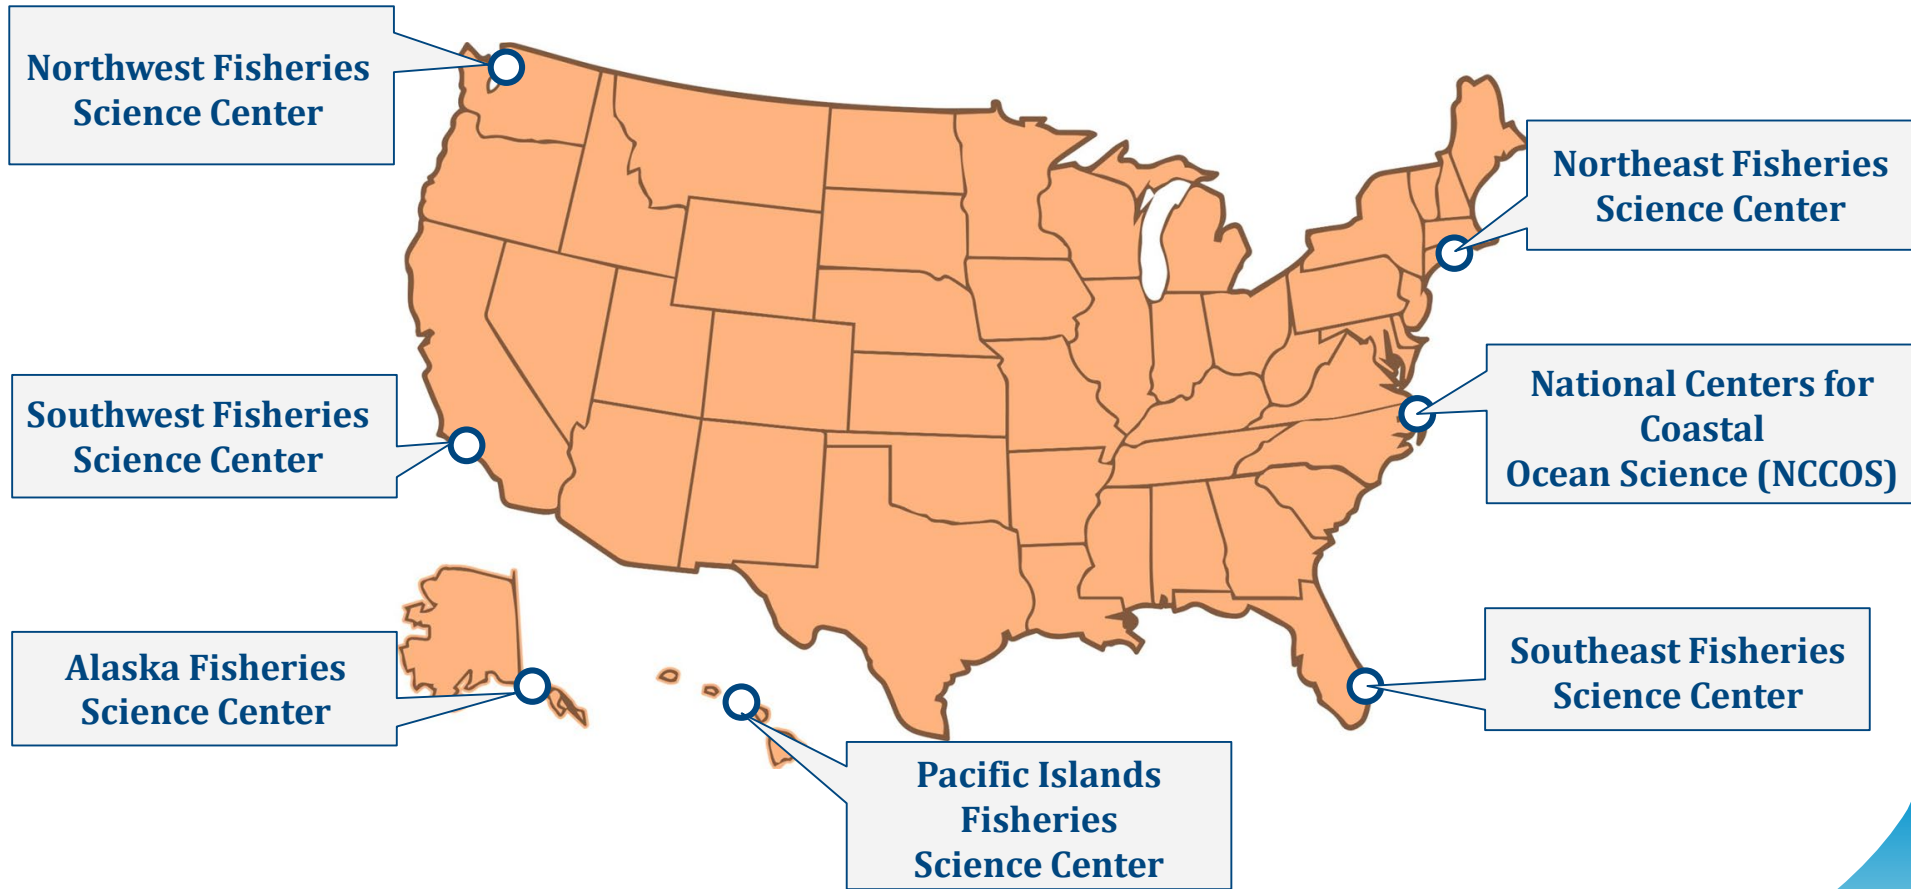 Northwest Fisheries
Science Center
Northeast Fisheries
Science Center
National Centers for
Coastal
Ocean Science (NCCOS)
Southwest Fisheries
Science Center
Alaska Fisheries
Science Center
Southeast Fisheries
Science Center
Pacific Islands
Fisheries
Science Center